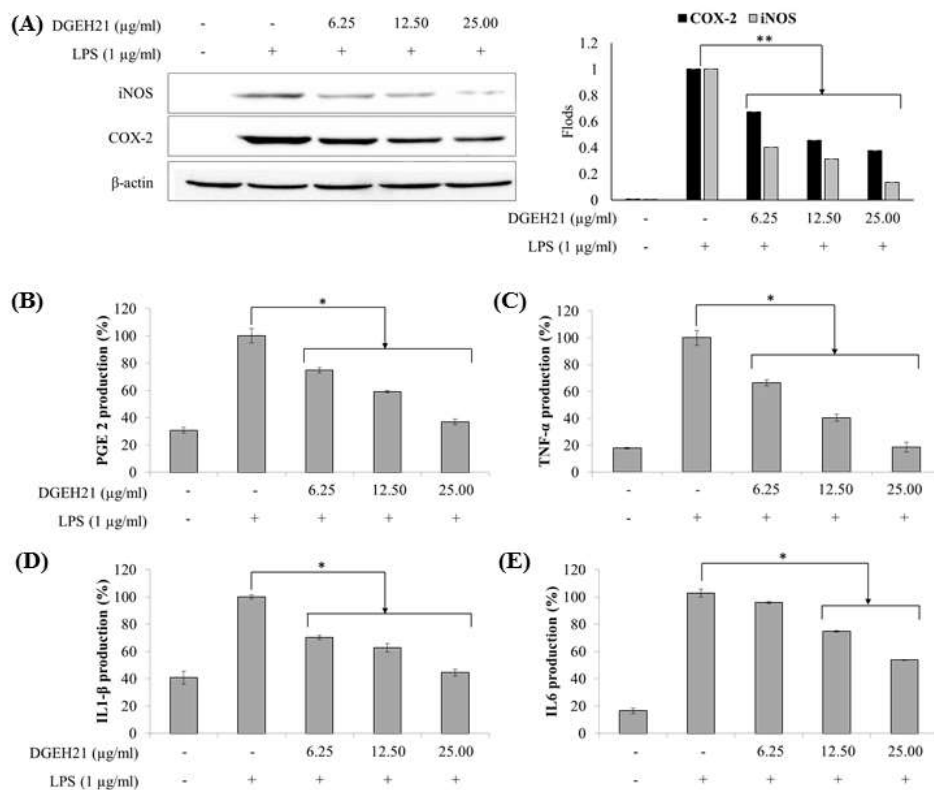 (A)
DGEH21 (µg/ml) - - 6.25 12.50 25.00
LPS (1 µg/ml) - + + + +
iNOS
COX-2
β-actin
COX-2 iNOS
**
Flods
1.2
1
0.8
0.6
0.4
0.2
0
DGEH21 (µg/ml) - - 6.25 12.50 25.00
LPS (1 µg/ml) - + + + +
(B)
*
PGE 2 production (%)
120
100
80
60
40
20
0
DGEH21 (µg/ml) - - 6.25 12.50 25.00
LPS (1 µg/ml) - + + + +
(C)
*
TNF-α production (%)
120
100
80
60
40
20
0
- - 6.25 12.50 25.00
- + + + +
(D)
*
IL1-β production (%)
120
100
80
60
40
20
0
DGEH21 (µg/ml) - - 6.25 12.50 25.00
LPS (1 µg/ml) - + + + +
(E)
*
IL6 production (%)
120
100
80
60
40
20
0
- - 6.25 12.50 25.00
- + + + +